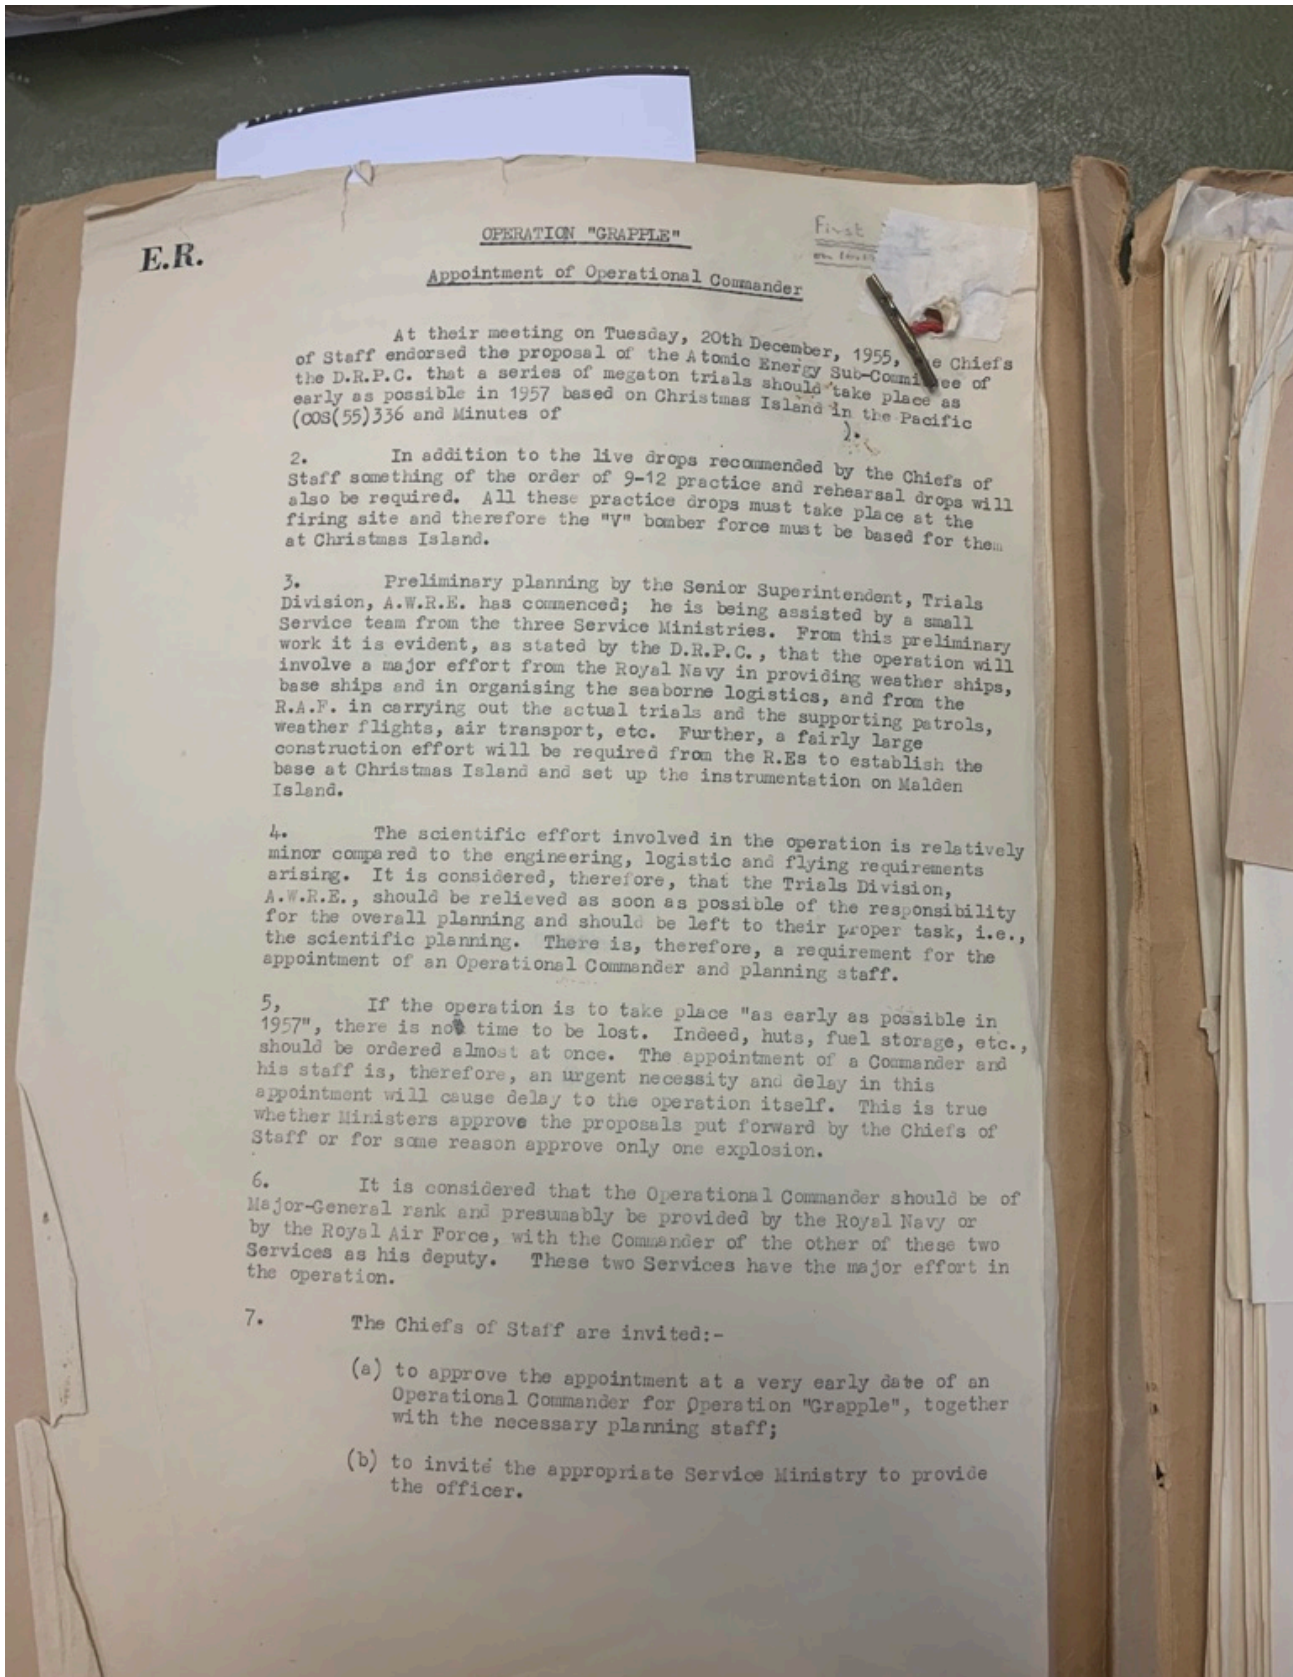 OPERATION "GRAPPLE"
First
E.R.
Appointment of Operational Commander
At their meeting on Tuesday, 20th December, 1955, e Chiefs
of Staff endorsed the proposal of the Atomic Energy Sub-Commi ee of
the D.R.P.C. that a series of megaton trials should take place as
early as possible in 1957 based on Christmas Island in the Pacific
(COS(55)336 and Minutes of
).
2. In addition to the live drops recommended by the Chiefs of
Staff something of the order of 9-12 practice and rehearsal drops will
also be required. All these practice drops must take place at the
firing site and therefore the "V" bomber force must be based for them
at Christmas Island.
3. Preliminary planning by the Senior Superintendent, Trials
Division, A.W.R.E. has commenced; he is being assisted by a small
Service team from the three Service Ministries. From this preliminary
work it is evident, as stated by the D.R.P.C., that the operation will
involve a major effort from the Royal Navy in providing weather ships,
base ships and in organising the seaborne logistics, and from the
R.A.F. in carrying out the actual trials and the supporting patrols,
weather flights, air transport, etc. Further, a fairly large
construction effort will be required from the R.Es to establish the
base at Christmas Island and set up the instrumentation on Malden
Island.
4. The scientific effort involved in the operation is relatively
minor compared to the engineering, logistic and flying requirements
arising. It is considered, therefore, that the Trials Division,
A.W.R.E., should be relieved as soon as possible of the responsibility
for the overall planning and should be left to their proper task, i.e.,
the scientific planning. There is, therefore, a requirement for the
appointment of an Operational Commander and planning staff.
5, If the operation is to take place "as early as possible in
1957", there is no time to be lost. Indeed, huts, fuel storage, etc.,
should be ordered almost at once. The appointment of a Commander and
his staff is, therefore, an urgent necessity and delay in this
appointment will cause delay to the operation itself. This is true
whether Ministers approve the proposals put forward by the Chiefs of
Staff or for some reason approve only one explosion.
6. It is considered that the Operational Commander should be of
Major-General rank and presumably be provided by the Royal Navy or
by the Royal Air Force, with the Commander of the other of these two
Services as his deputy. These two Services have the major effort in
the operation.
7. The Chiefs of Staff are invited:-
(a) to approve the appointment at a very early date of an
Operational Commander for Operation "Grapple", together
with the necessary planning staff;
(b) to invite the appropriate Service Ministry to provide
the officer.